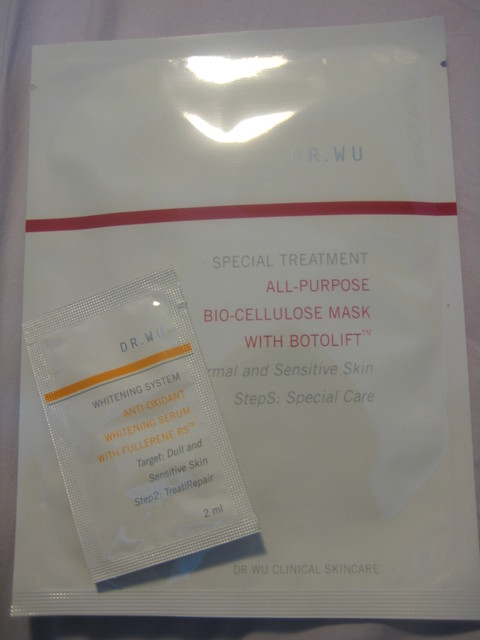 DR.WU
SPECIAL TREATMENT
ALL-PURPOSE
BIO-CELLULOSE MASK
WITH BOTOLIFT™
and Sensitive Skin
StepS: Special Care
DR.WU CLINICAL SKINCARE
DR.WU
WHITENING SYSTEM
ANTI-OXIDANT
WHITENING SERUM
WITH FULLERENE RS™
Target: Dull and
Sensitive Skin
Step2: Treat/Repair
2 ml